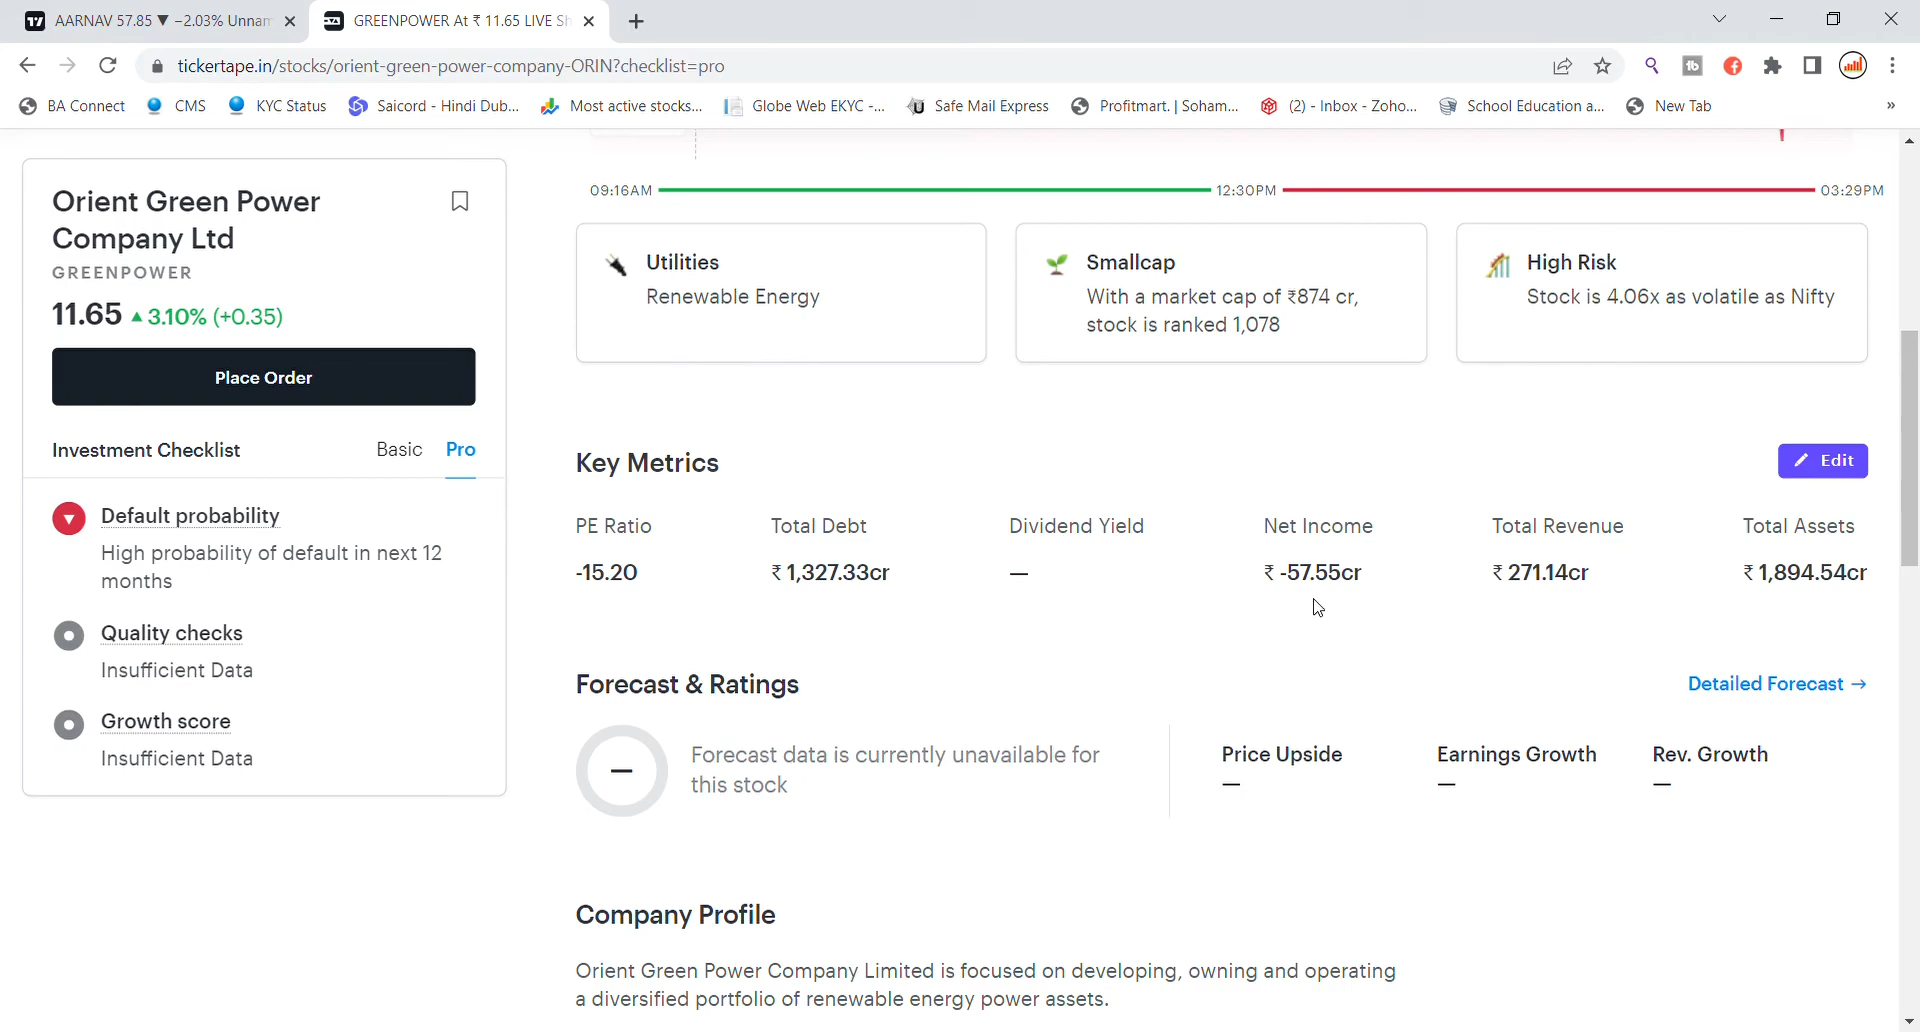 AARNAV 57.85 ▼ −2.03% Unnam
GREENPOWER At ₹ 11.65 LIVE Sh
tickertape.in/stocks/orient-green-power-company-ORIN?checklist=pro
BA Connect
CMS
KYC Status
Saicord - Hindi Dub...
Most active stocks...
Globe Web EKYC -...
Safe Mail Express
Profitmart. | Soham...
(2) - Inbox - Zoho...
School Education a...
New Tab
»
Orient Green Power
Company Ltd
GREENPOWER
11.65 ▲ 3.10% (+0.35)
Place Order
Investment Checklist Basic Pro
Default probability
High probability of default in next 12
months
Quality checks
Insufficient Data
Growth score
Insufficient Data
09:16AM 12:30PM 03:29PM
Utilities
Renewable Energy
Smallcap
With a market cap of ₹874 cr,
stock is ranked 1,078
High Risk
Stock is 4.06x as volatile as Nifty
Key Metrics
Edit
PE Ratio Total Debt Dividend Yield Net Income Total Revenue Total Assets
-15.20 ₹ 1,327.33cr — ₹ -57.55cr ₹ 271.14cr ₹ 1,894.54cr
Forecast & Ratings
Detailed Forecast →
—
Forecast data is currently unavailable for
this stock
Price Upside Earnings Growth Rev. Growth
— — —
Company Profile
Orient Green Power Company Limited is focused on developing, owning and operating
a diversified portfolio of renewable energy power assets.